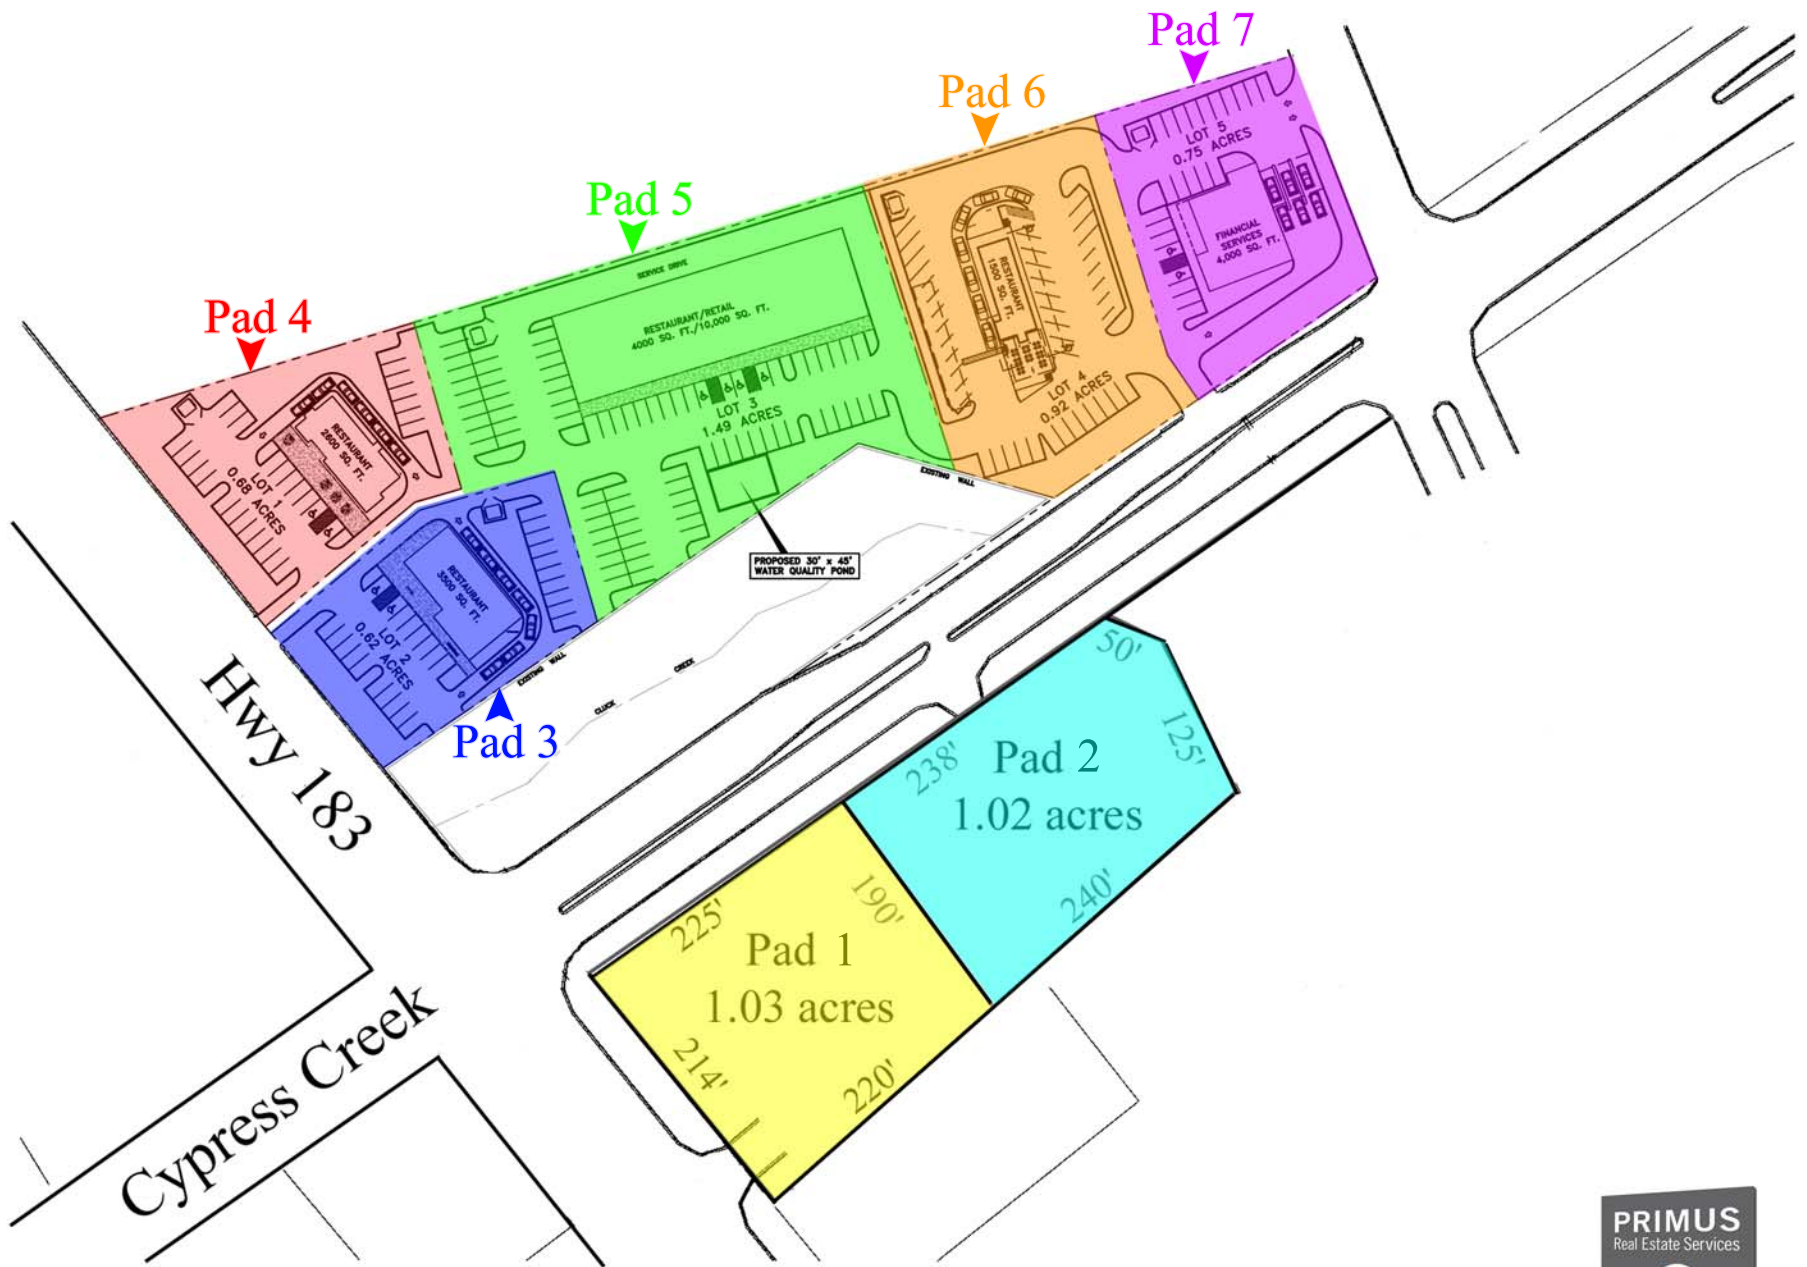 Pad 7
Pad 6
Pad 5
Pad 4
LOT 5
0.75 ACRES
FINANCIAL
SERVICES
4,000 SQ. FT.
RESTAURANT
1500 SQ. FT.
LOT 4
0.92 ACRES
SERVICE DRIVE
RESTAURANT/RETAIL
4000 SQ. FT./10,000 SQ. FT.
LOT 3
1.49 ACRES
RESTAURANT
2600 SQ. FT.
LOT 1
0.68 ACRES
EXISTING WALL
PROPOSED 30' x 45'
WATER QUALITY POND
RESTAURANT
3500 SQ. FT.
LOT 2
0.62 ACRES
EXISTING WALL
CLUCK CREEK
Pad 3
Hwy 183
Cypress Creek
50'
125'
238'
Pad 2
1.02 acres
240'
190'
225'
Pad 1
1.03 acres
214'
220'
PRIMUS
Real Estate Services